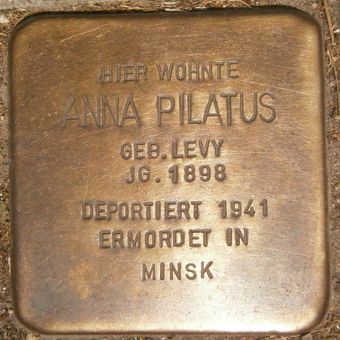 HIER WOHNTE
ANNA PILATUS
GEB. LEVY
JG. 1898
DEPORTIERT 1941
ERMORDET IN
MINSK